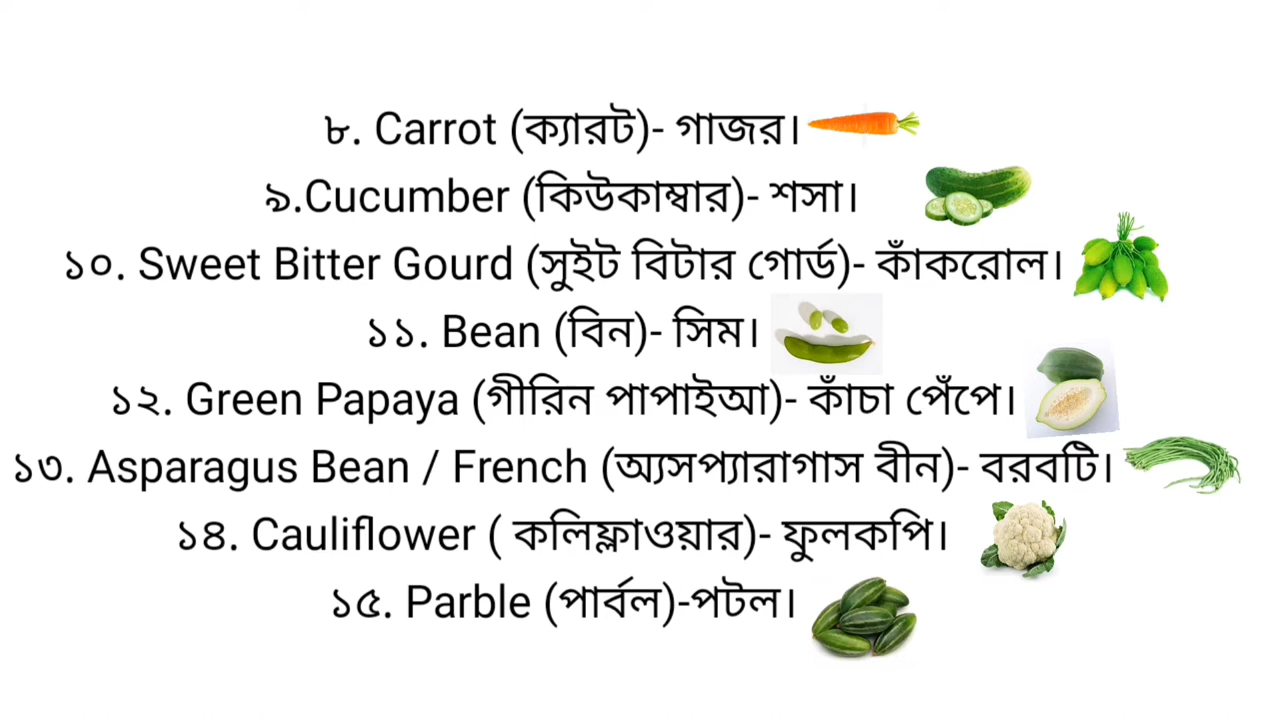 ৮. Carrot (ক্যারট)- গাজর।
৯.Cucumber (কিউকাম্বার)- শসা।
১০. Sweet Bitter Gourd (সুইট বিটার গোর্ড)- কাঁকরোল।
১১. Bean (বিন)- সিম।
১২. Green Papaya (গীরিন পাপাইআ)- কাঁচা পেঁপে।
১৩. Asparagus Bean / French (অ্যসপ্যারাগাস বীন)- বরবটি।
১৪. Cauliflower ( কলিফ্লাওয়ার)- ফুলকপি।
১৫. Parble (পার্বল)-পটল।